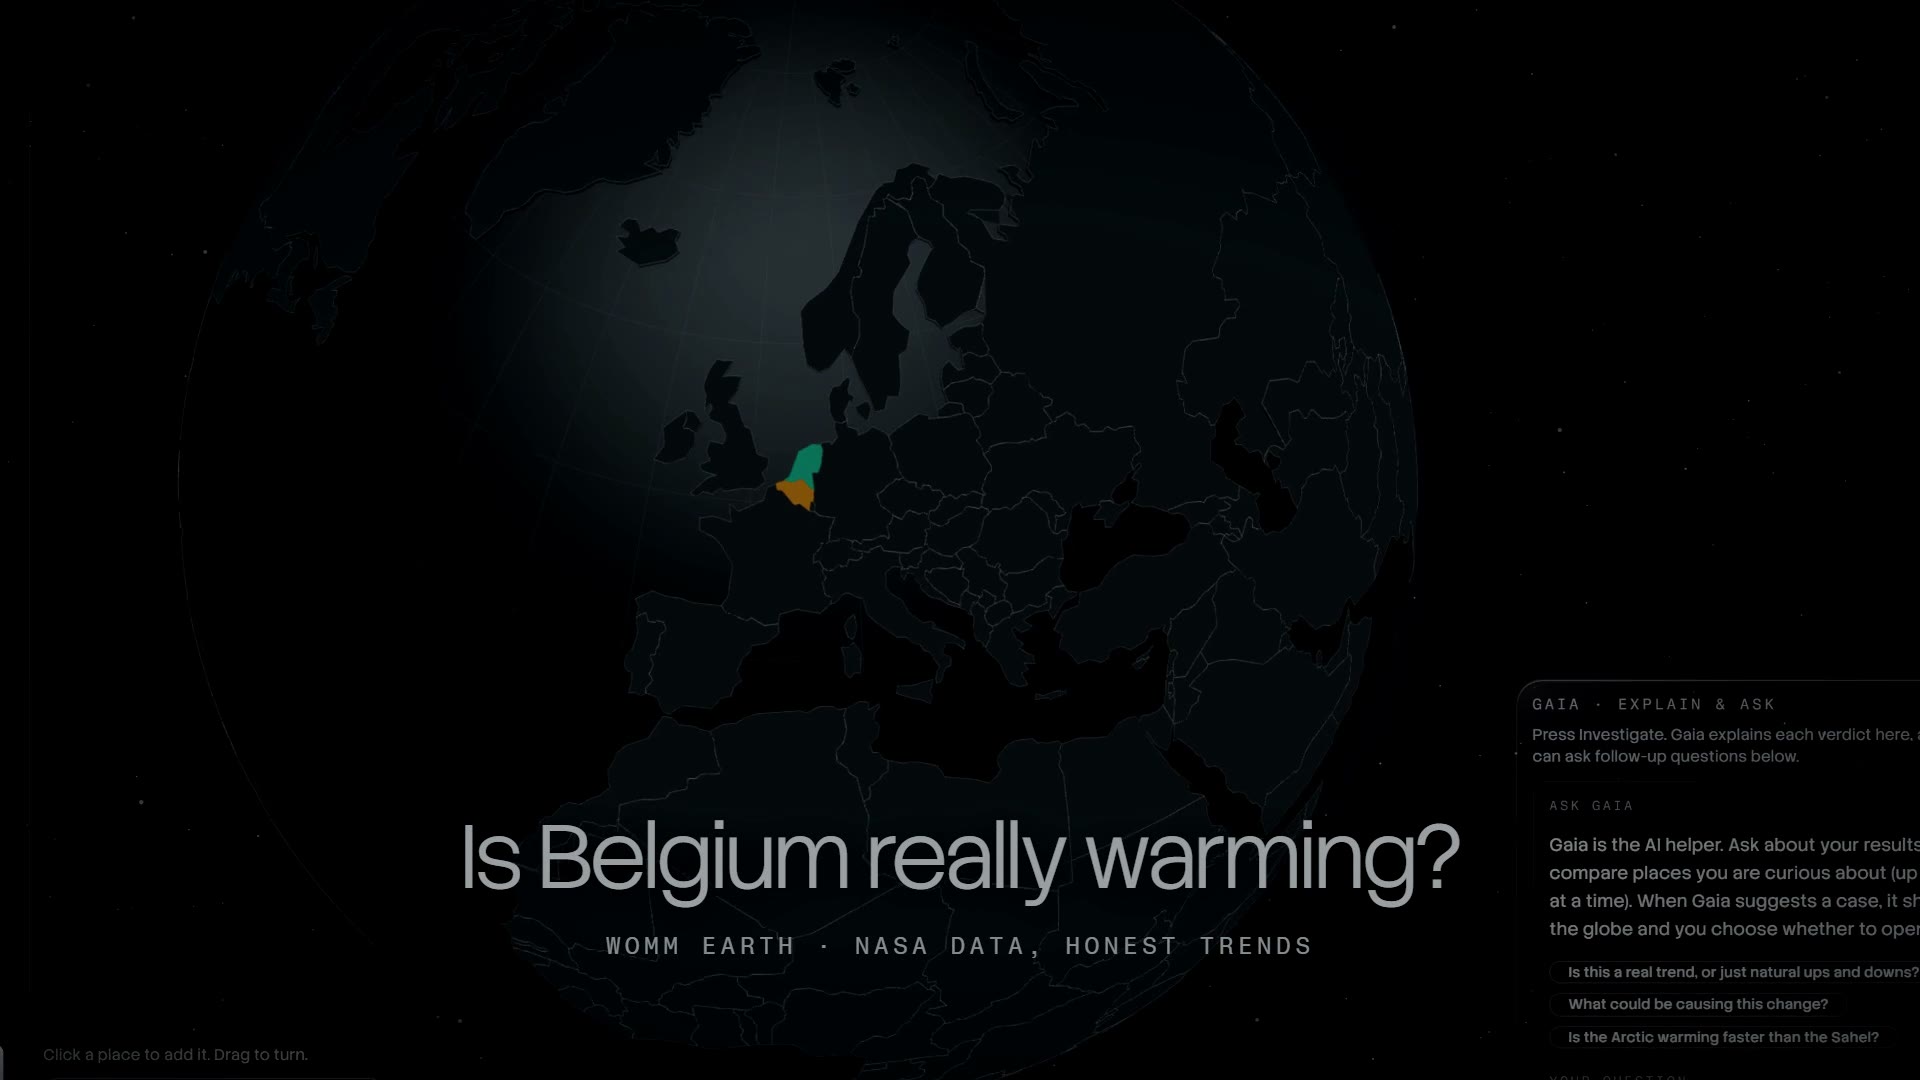 Is Belgium really warming?
WOMM EARTH · NASA DATA, HONEST TRENDS
Click a place to add it. Drag to turn.
GAIA · EXPLAIN & ASK
Press Investigate. Gaia explains each verdict here,
can ask follow-up questions below.
ASK GAIA
Gaia is the AI helper. Ask about your results
compare places you are curious about (up
at a time). When Gaia suggests a case, it
the globe and you choose whether to
Is this a real trend, or just natural ups and downs?
What could be causing this change?
Is the Arctic warming faster than the Sahel?